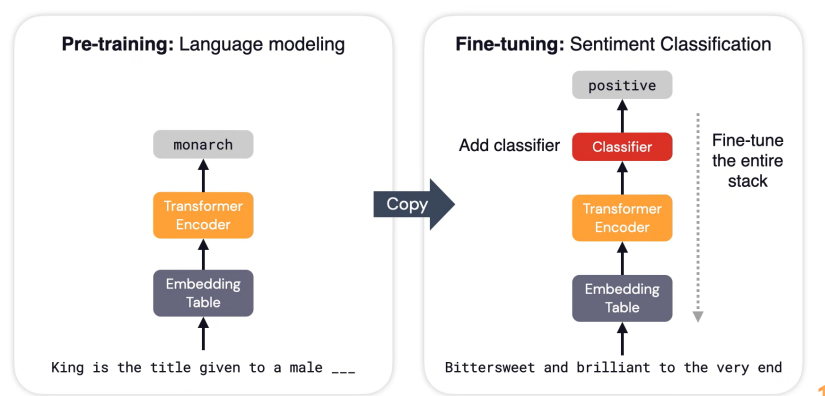 Pre-training: Language modeling
monarch
Transformer
Encoder
Embedding
Table
King is the title given to a male ___
Copy
Fine-tuning: Sentiment Classification
positive
Add classifier
Classifier
Fine-tune
the entire
stack
Transformer
Encoder
Embedding
Table
Bittersweet and brilliant to the very end